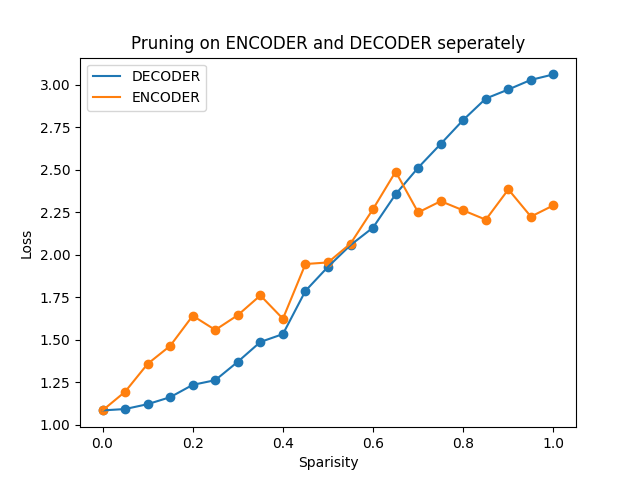 Pruning on ENCODER and DECODER seperately
DECODER
ENCODER
3.00
2.75
2.50
2.25
2.00
1.75
1.50
1.25
1.00
Loss
0.0 0.2 0.4 0.6 0.8 1.0
Sparisity